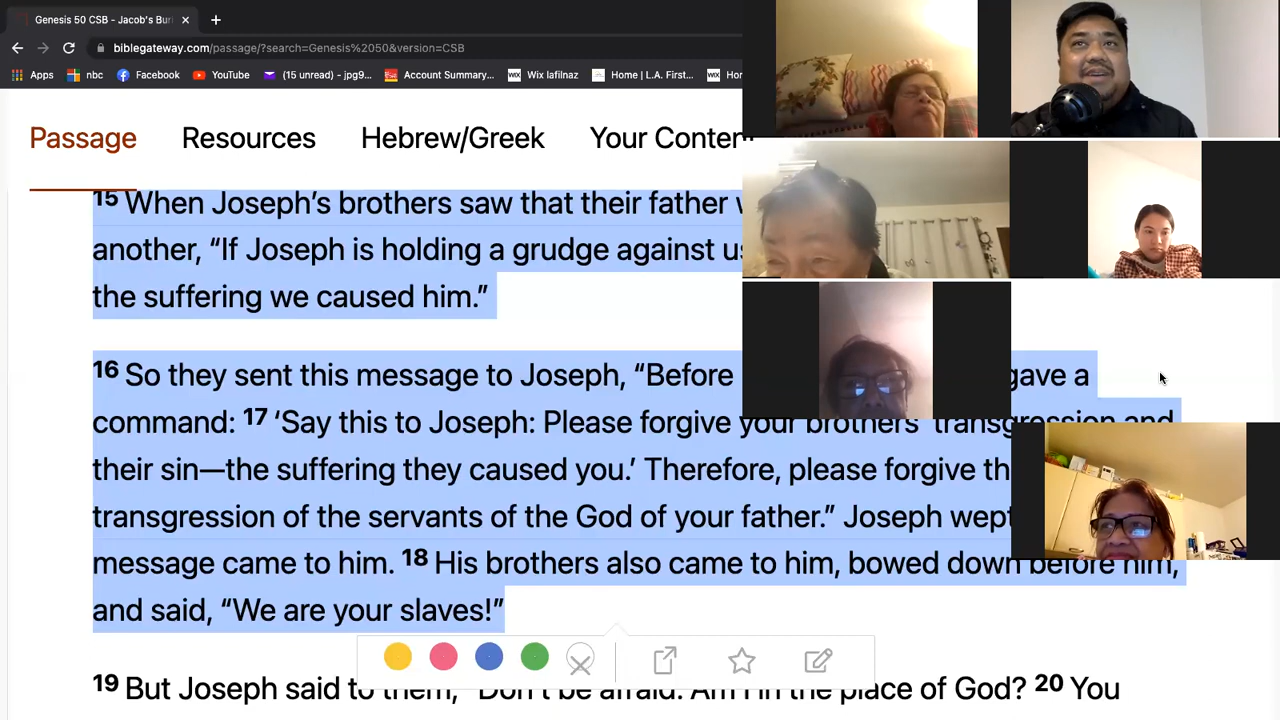 Genesis 50 CSB - Jacob's Buri
biblegateway.com/passage/?search=Genesis%2050&version=CSB
Apps nbc Facebook YouTube (15 unread) - jpg9... Account Summary... Wix Iafilnaz Home | L.A. First... Hor
Passage Resources Hebrew/Greek Your Content
15 When Joseph’s brothers saw that their father
another, “If Joseph is holding a grudge against us
the suffering we caused him.”
16 So they sent this message to Joseph, “Before gave a
command: 17 ‘Say this to Joseph: Please forgive your brothers’ transgression and
their sin—the suffering they caused you.’ Therefore, please forgive
transgression of the servants of the God of your father.” Joseph wept
message came to him. 18 His brothers also came to him, bowed down before him,
and said, “We are your slaves!”
19 But Joseph said to them, “Don’t be afraid. Am I in the place of God? 20 You